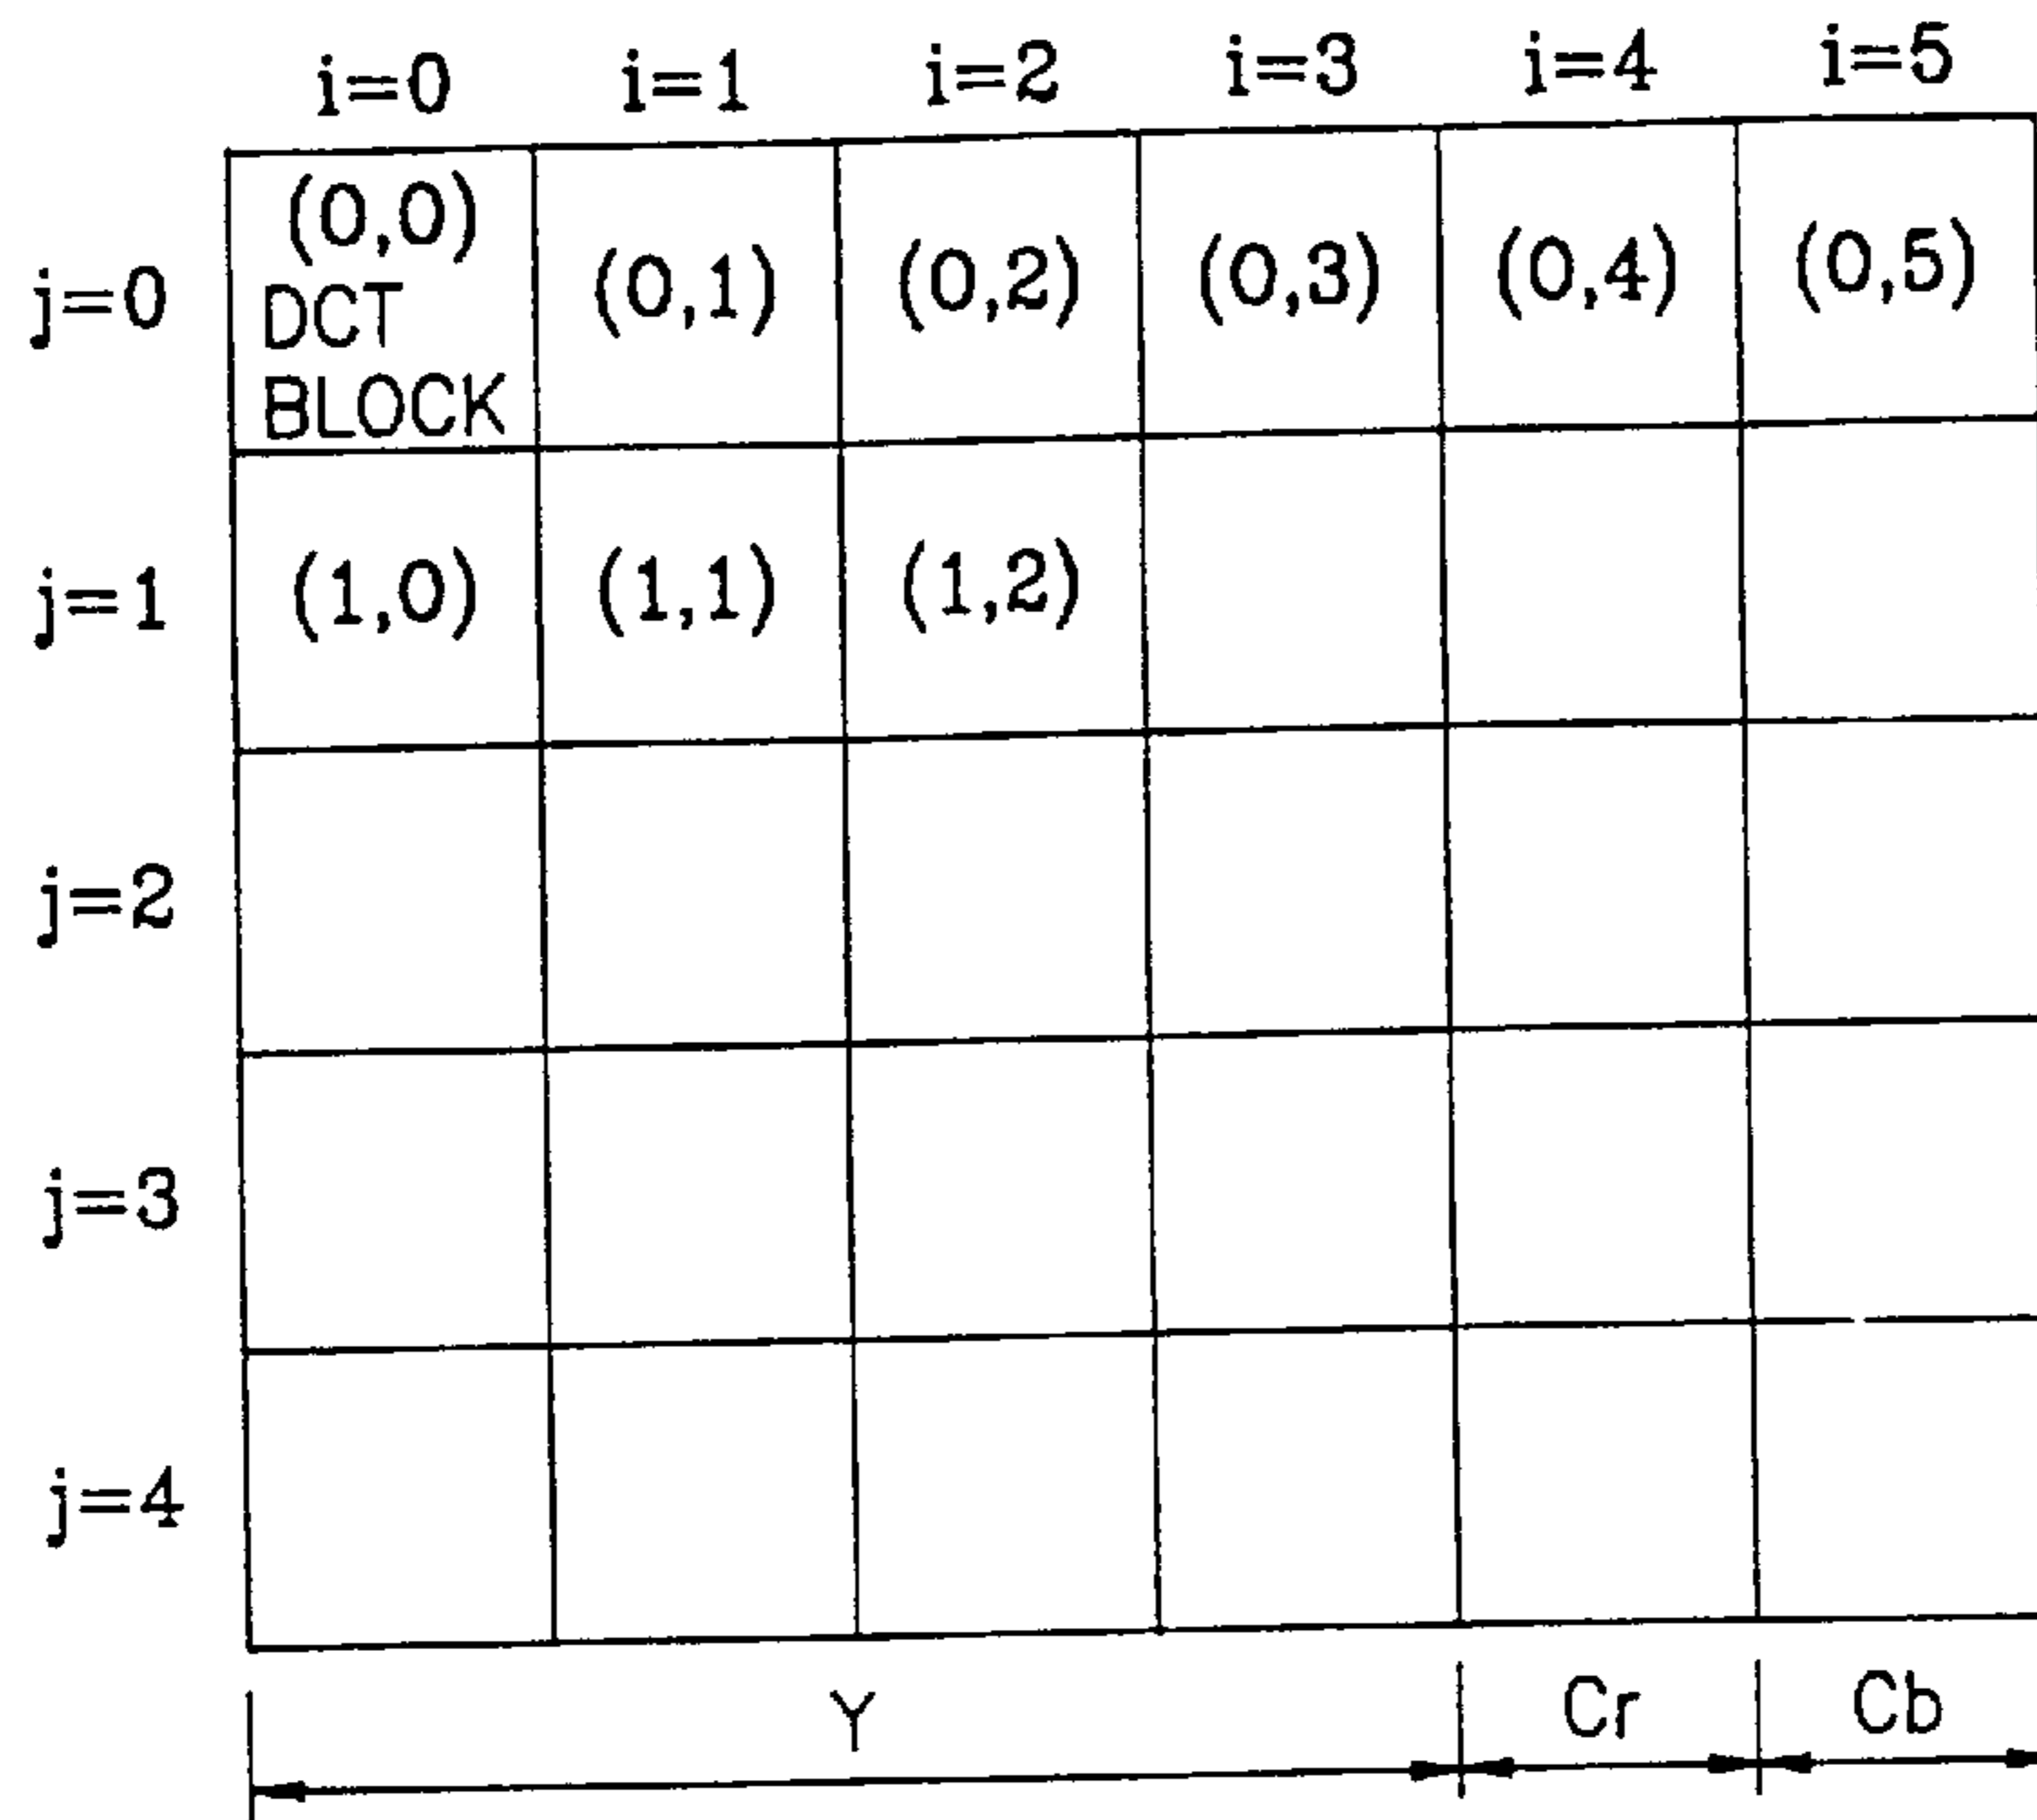 i=0 i=1 i=2 i=3 i=4 i=5
j=0 (0,0) (0,1) (0,2) (0,3) (0,4) (0,5)
DCT
BLOCK
j=1 (1,0) (1,1) (1,2)
j=2
j=3
j=4
Y Cr Cb